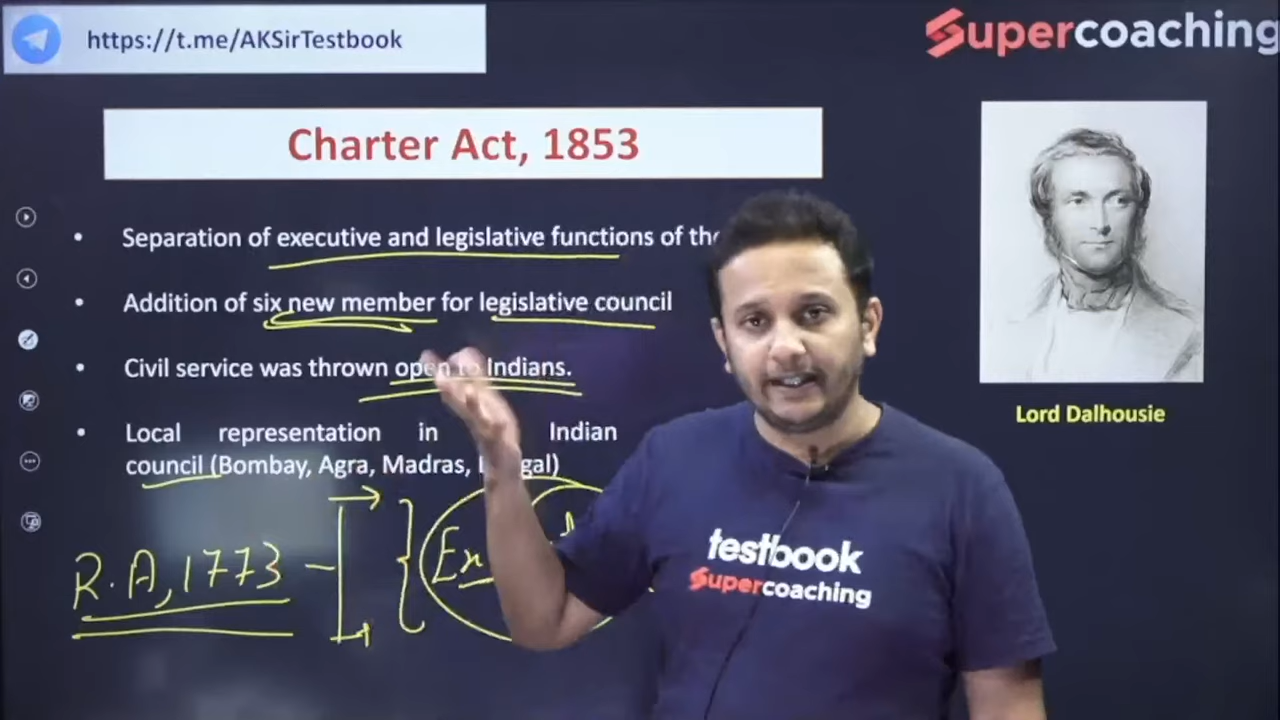 https://t.me/AKSirTestbook
Supercoaching
Charter Act, 1853
• Separation of executive and legislative functions of the
• Addition of six new member for legislative council
• Civil service was thrown open to Indians.
• Local representation in Indian
council (Bombay, Agra, Madras,
Lord Dalhousie
R.A, 1773 –
Ex
testbook
Supercoaching